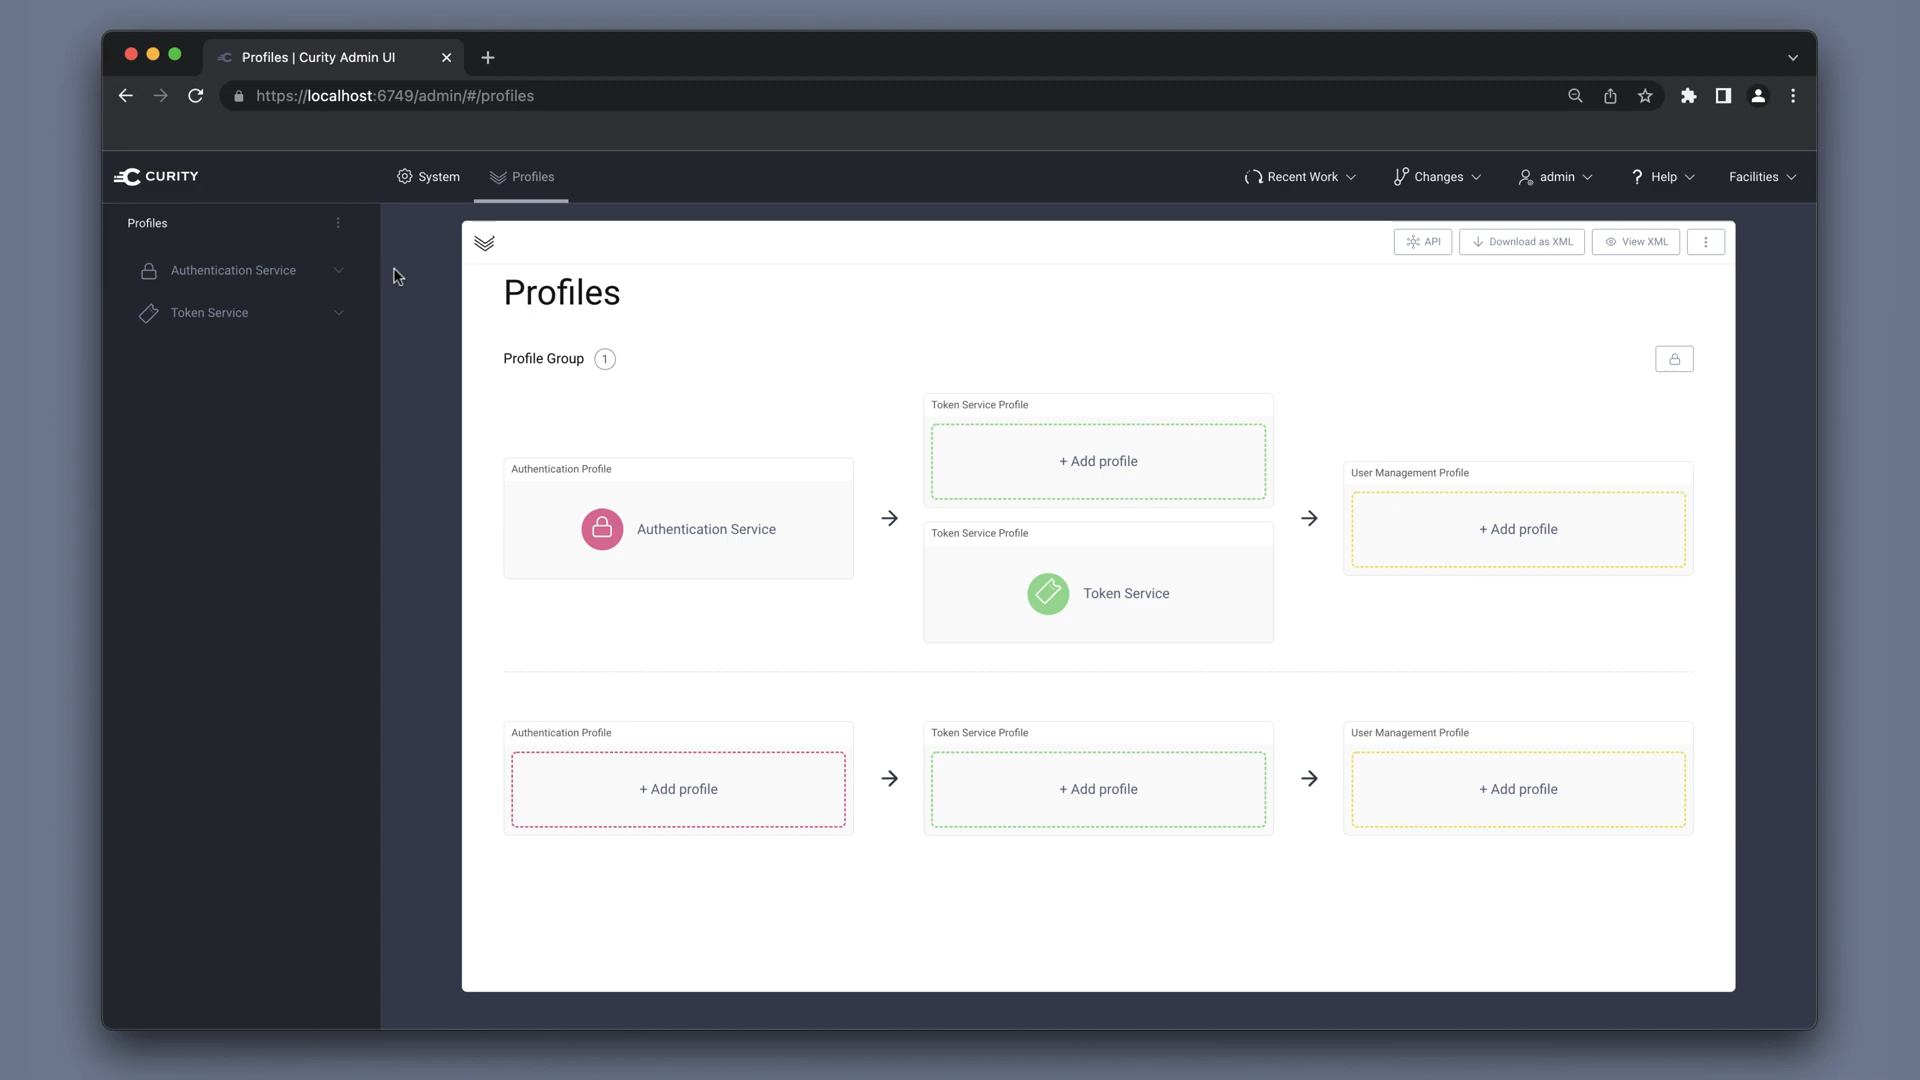 Profiles | Curity Admin UI
https://localhost:6749/admin/#/profiles
CURITY
System
Profiles
Recent Work
Changes
admin
? Help
Facilities
Profiles
Authentication Service
Token Service
API
Download as XML
View XML
Profiles
Profile Group 1
Token Service Profile
+ Add profile
Authentication Profile
Authentication Service
User Management Profile
+ Add profile
Token Service Profile
Token Service
Authentication Profile
+ Add profile
Token Service Profile
+ Add profile
User Management Profile
+ Add profile